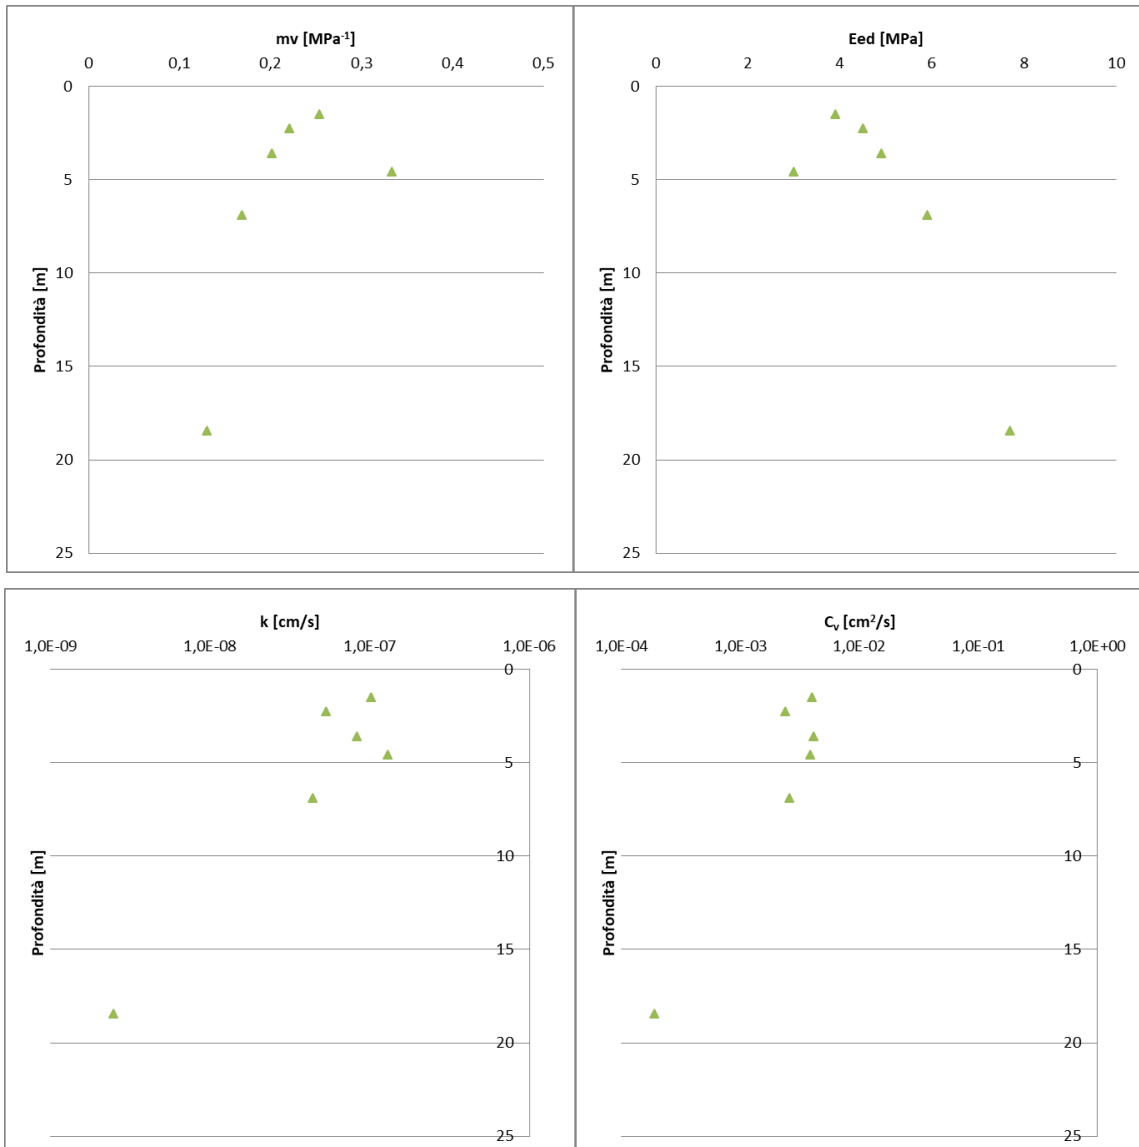 mv [MPa⁻¹]
0 0,1 0,2 0,3 0,4 0,5
0
5
10
15
20
25
Profondità [m]
Eed [MPa]
0 2 4 6 8 10
0
5
10
15
20
25
Profondità [m]
k [cm/s]
1,0E-09 1,0E-08 1,0E-07 1,0E-06
0
5
10
15
20
25
Profondità [m]
Cᵥ [cm²/s]
1,0E-04 1,0E-03 1,0E-02 1,0E-01 1,0E+00
0
5
10
15
20
25
Profondità [m]